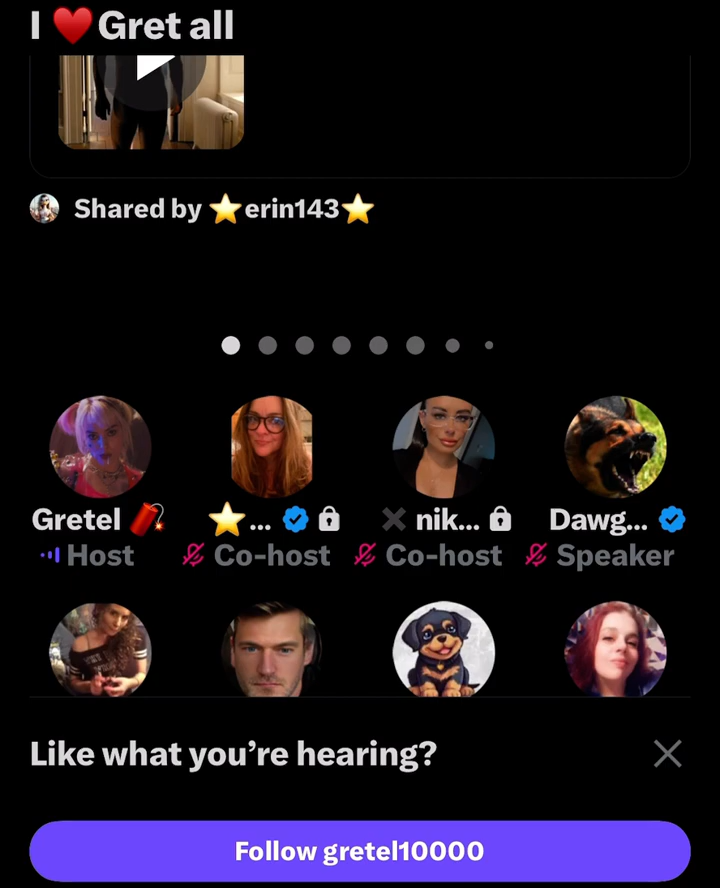 I ❤️Gret all
Shared by ⭐erin143⭐
Gretel 🧨
⭐...
nik...
Dawg...
Host
Co-host
Co-host
Speaker
Like what you’re hearing?
Follow gretel10000